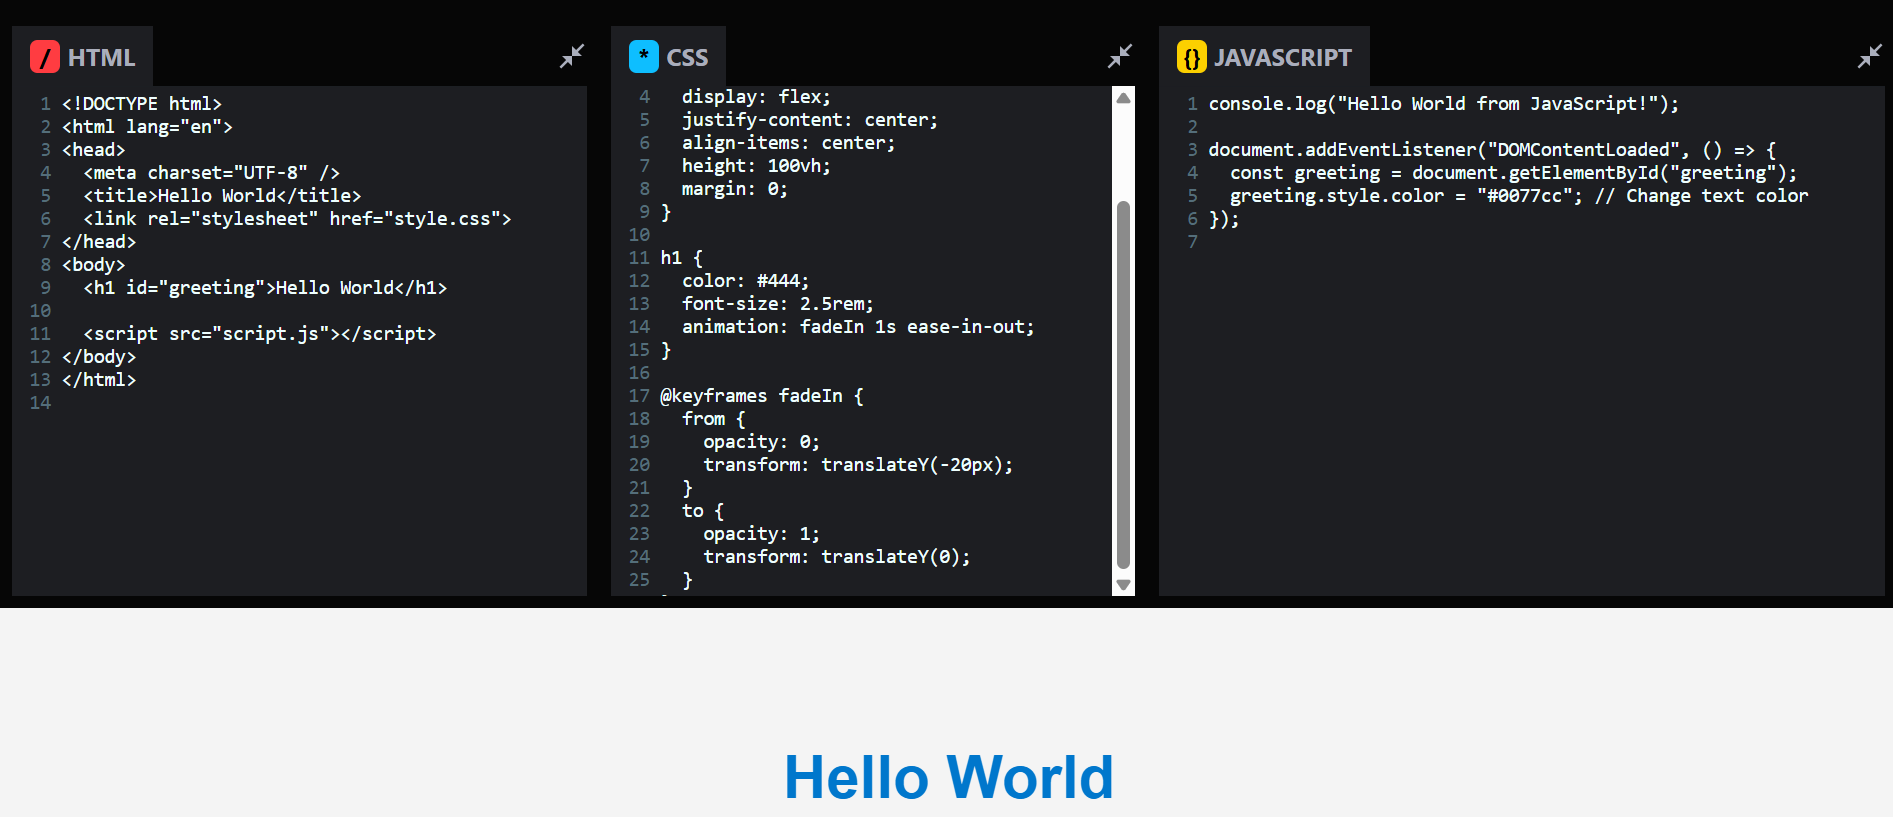 / HTML
1 <!DOCTYPE html>
2 <html lang="en">
3 <head>
4   <meta charset="UTF-8" />
5   <title>Hello World</title>
6   <link rel="stylesheet" href="style.css">
7 </head>
8 <body>
9   <h1 id="greeting">Hello World</h1>
10
11   <script src="script.js"></script>
12 </body>
13 </html>
14
* CSS
4   display: flex;
5   justify-content: center;
6   align-items: center;
7   height: 100vh;
8   margin: 0;
9 }
10
11 h1 {
12   color: #444;
13   font-size: 2.5rem;
14   animation: fadeIn 1s ease-in-out;
15 }
16
17 @keyframes fadeIn {
18   from {
19     opacity: 0;
20     transform: translateY(-20px);
21   }
22   to {
23     opacity: 1;
24     transform: translateY(0);
25   }
{} JAVASCRIPT
1 console.log("Hello World from JavaScript!");
2
3 document.addEventListener("DOMContentLoaded", () => {
4   const greeting = document.getElementById("greeting");
5   greeting.style.color = "#0077cc"; // Change text color
6 });
7
Hello World